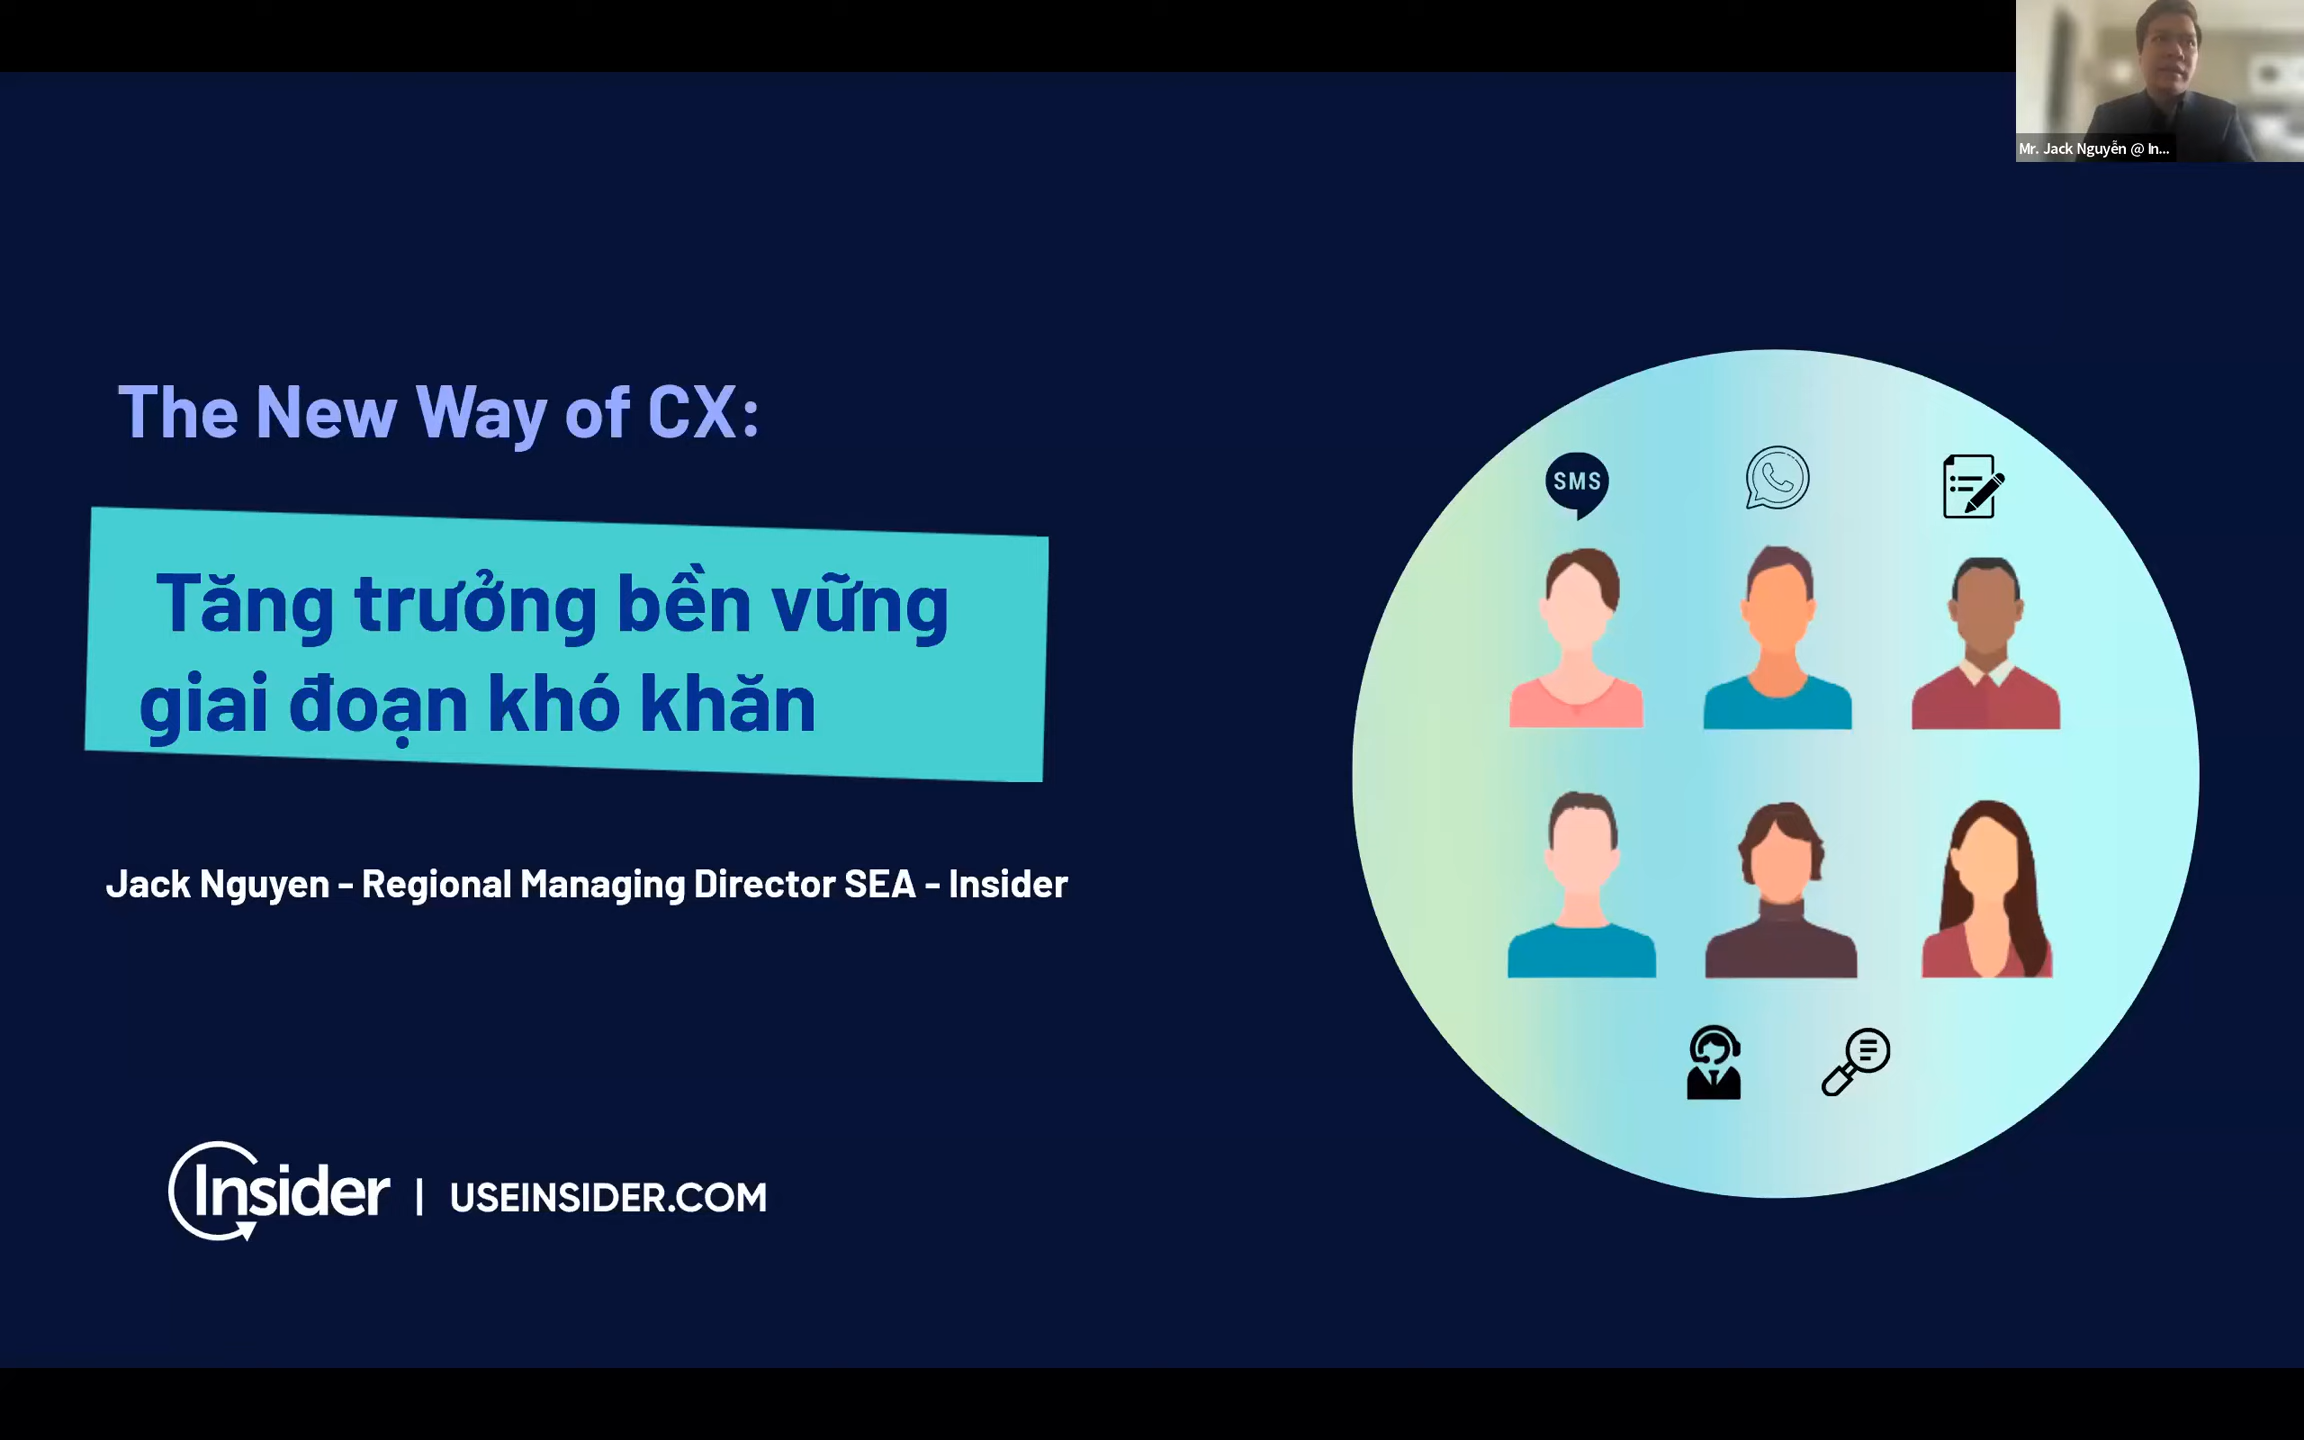 Mr. Jack Nguyễn @ In...
The New Way of CX:
Tăng trưởng bền vững
giai đoạn khó khăn
Jack Nguyen - Regional Managing Director SEA - Insider
Insider | USEINSIDER.COM
SMS